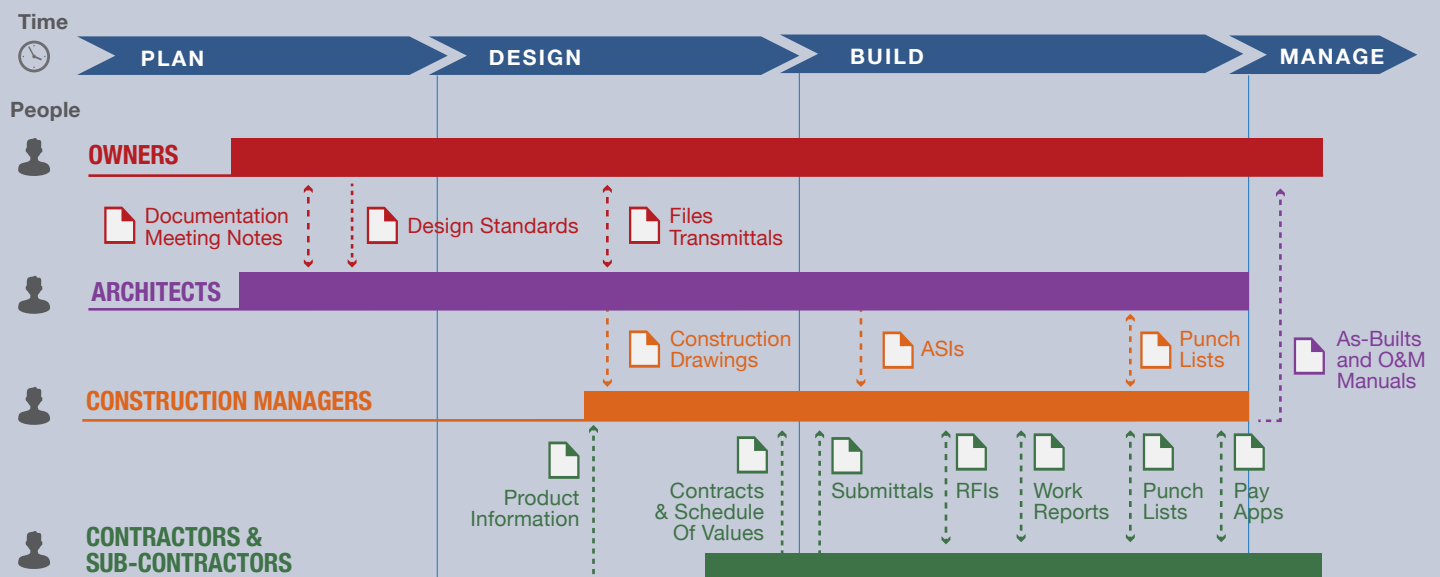 Time
PLAN
DESIGN
BUILD
MANAGE
People
OWNERS
Documentation
Meeting Notes
Design Standards
Files
Transmittals
ARCHITECTS
Construction
Drawings
ASIs
Punch
Lists
As-Builts
and O&M
Manuals
CONSTRUCTION MANAGERS
Product
Information
Contracts
& Schedule
Of Values
Submittals
RFIs
Work
Reports
Punch
Lists
Pay
Apps
CONTRACTORS &
SUB-CONTRACTORS